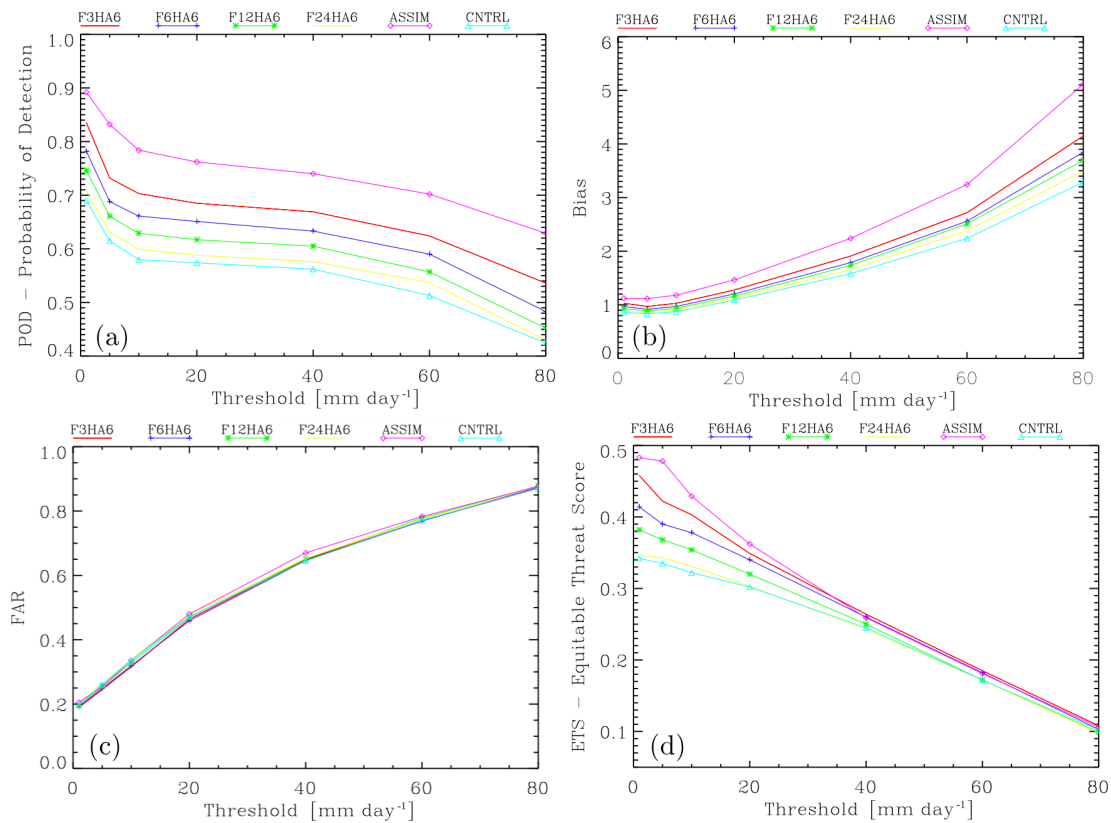 F3HA6 F6HA6 F12HA6 F24HA6 ASSIM CNTRL
POD – Probability of Detection
1.0
0.9
0.8
0.7
0.6
0.5
0.4
(a)
0 20 40 60 80
Threshold [mm day⁻¹]
F3HA6 F6HA6 F12HA6 F24HA6 ASSIM CNTRL
Bias
6
5
4
3
2
1
0
(b)
0 20 40 60 80
Threshold [mm day⁻¹]
F3HA6 F6HA6 F12HA6 F24HA6 ASSIM CNTRL
FAR
1.0
0.8
0.6
0.4
0.2
0.0
(c)
0 20 40 60 80
Threshold [mm day⁻¹]
F3HA6 F6HA6 F12HA6 F24HA6 ASSIM CNTRL
ETS – Equitable Threat Score
0.5
0.4
0.3
0.2
0.1
(d)
0 20 40 60 80
Threshold [mm day⁻¹]